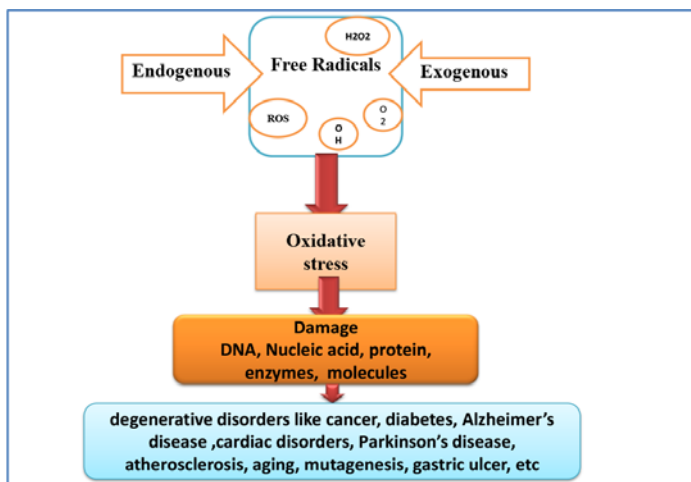 H2O2
Endogenous
Free Radicals
Exogenous
ROS
O
2
O
H
Oxidative
stress
Damage
DNA, Nucleic acid, protein,
enzymes, molecules
degenerative disorders like cancer, diabetes, Alzheimer's
disease ,cardiac disorders, Parkinson's disease,
atherosclerosis, aging, mutagenesis, gastric ulcer, etc